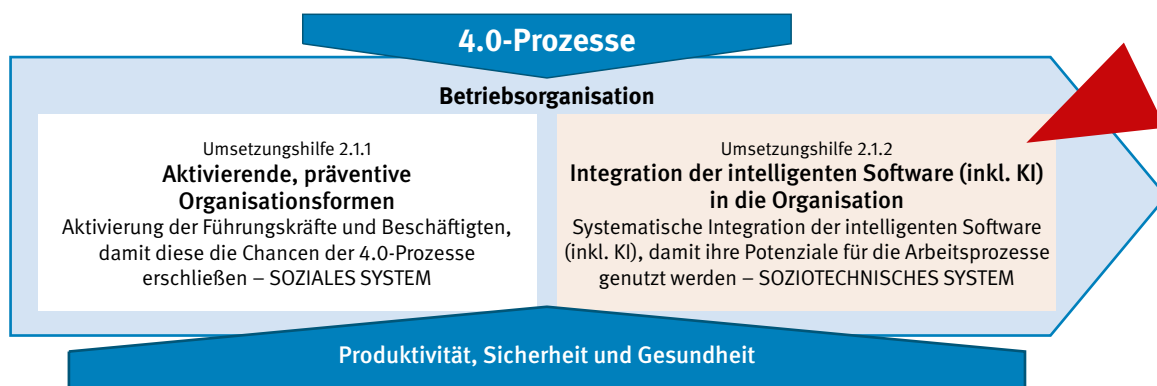 4.0-Prozesse
Betriebsorganisation
Umsetzungshilfe 2.1.1
Aktivierende, präventive
Organisationsformen
Aktivierung der Führungskräfte und Beschäftigten,
damit diese die Chancen der 4.0-Prozesse
erschließen – SOZIALES SYSTEM
Umsetzungshilfe 2.1.2
Integration der intelligenten Software (inkl. KI)
in die Organisation
Systematische Integration der intelligenten Software
(inkl. KI), damit ihre Potenziale für die Arbeitsprozesse
genutzt werden – SOZIOTECHNISCHES SYSTEM
Produktivität, Sicherheit und Gesundheit